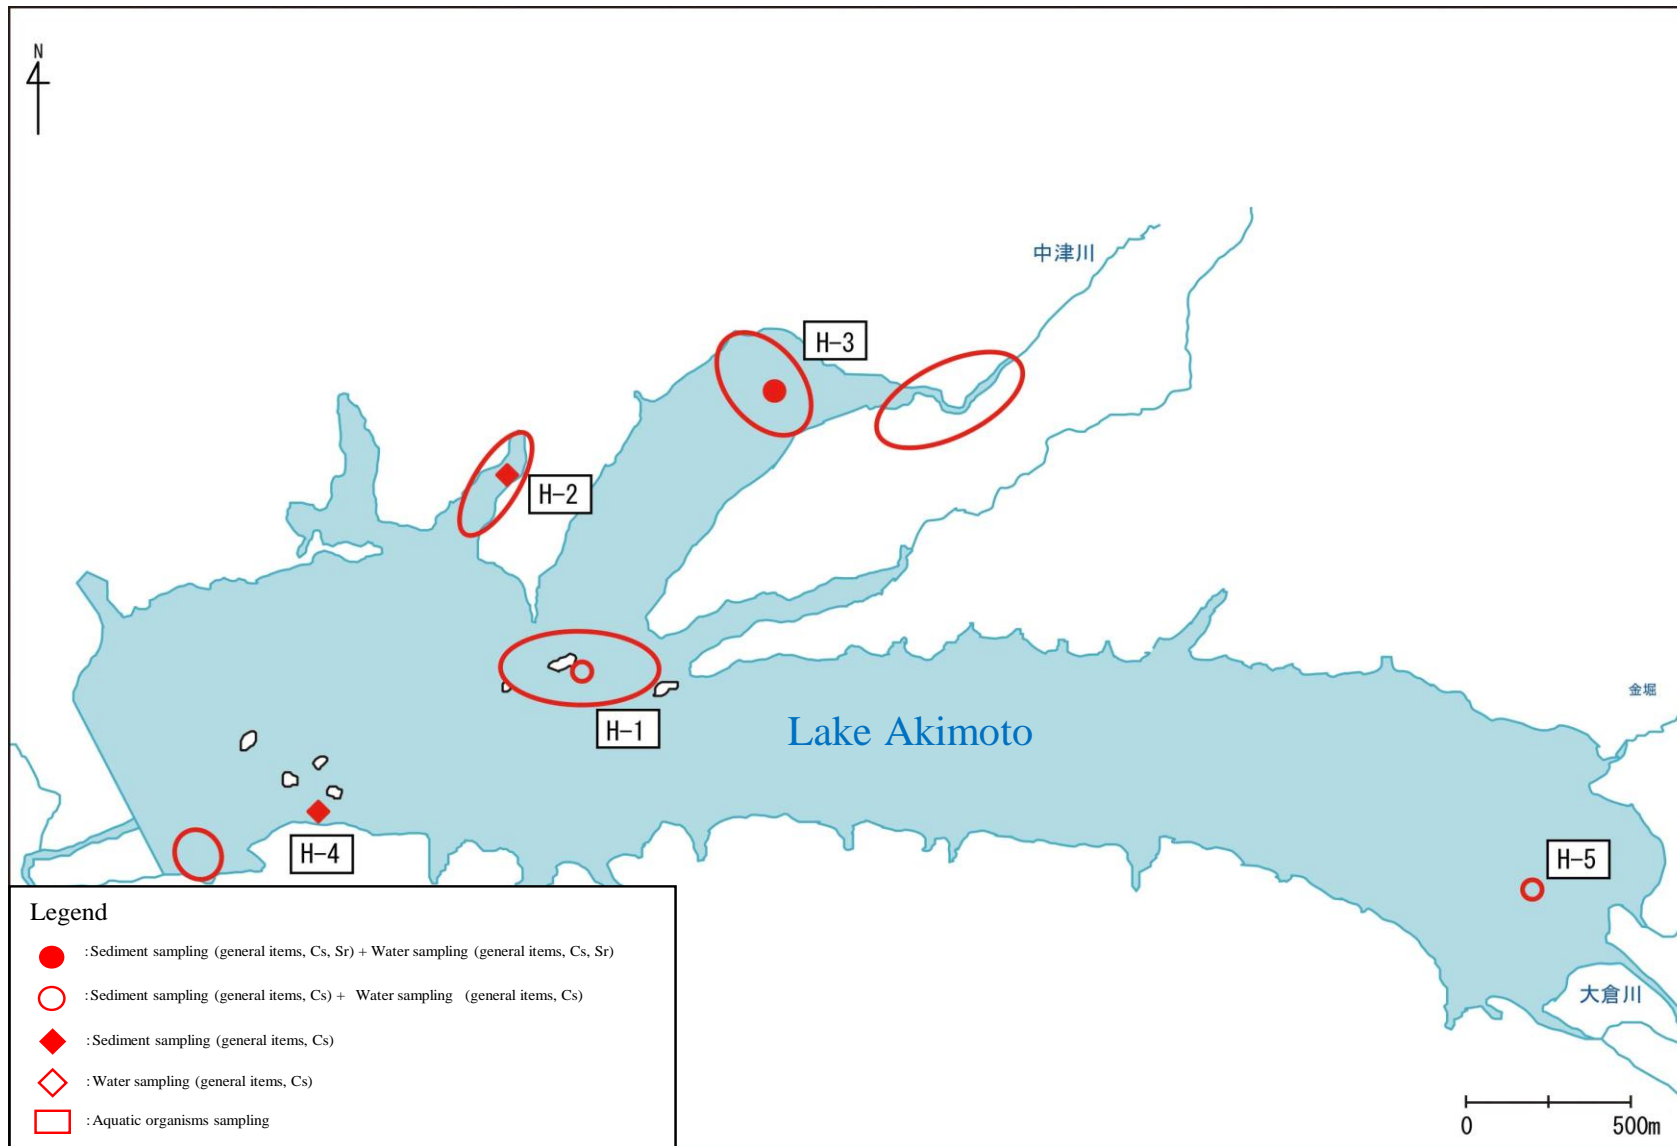 N
中津川
H-3
H-2
金堀
H-1
Lake Akimoto
H-4
H-5
大倉川
Legend
:Sediment sampling (general items, Cs, Sr) + Water sampling (general items, Cs, Sr)
:Sediment sampling (general items, Cs) + Water sampling (general items, Cs)
:Sediment sampling (general items, Cs)
:Water sampling (general items, Cs)
:Aquatic organisms sampling
0 500m